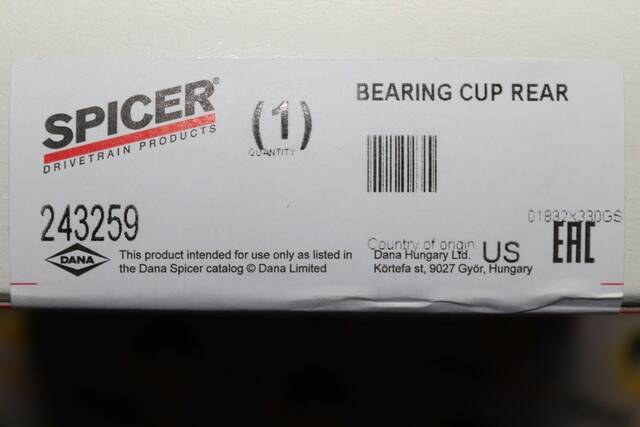 SPICER®
DRIVETRAIN PRODUCTS
(1)
QUANTITY
BEARING CUP REAR
243259
01832X330GS
DANA
This product intended for use only as listed in
the Dana Spicer catalog © Dana Limited
Country of origin US
Dana Hungary Ltd.
Körtefa st, 9027 Györ, Hungary
EAC